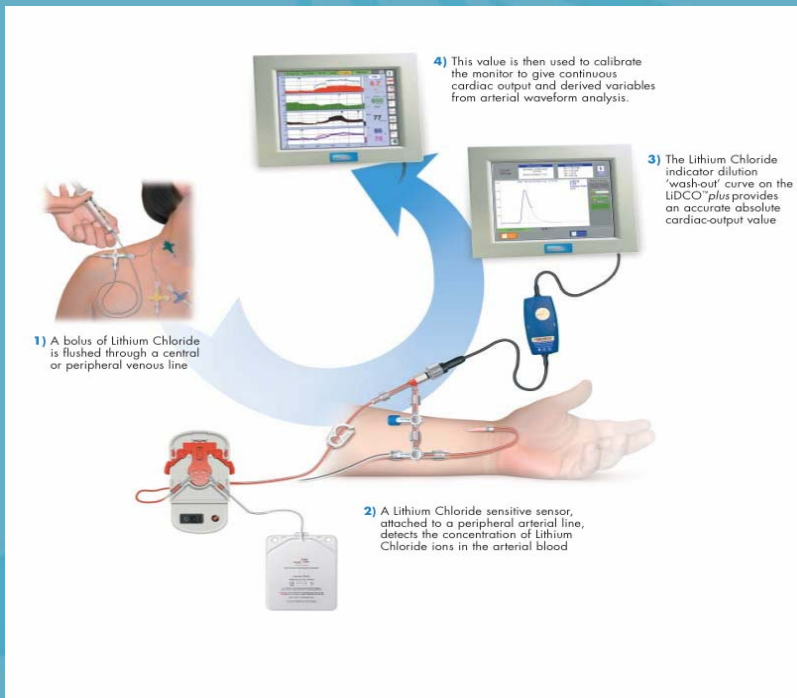 4) This value is then used to calibrate
the monitor to give continuous
cardiac output and derived variables
from arterial waveform analysis.
3) The Lithium Chloride
indicator dilution
‘wash-out’ curve on the
LiDCO™plus provides
an accurate absolute
cardiac-output value
1) A bolus of Lithium Chloride
is flushed through a central
or peripheral venous line
2) A Lithium Chloride sensitive sensor,
attached to a peripheral arterial line,
detects the concentration of Lithium
Chloride ions in the arterial blood